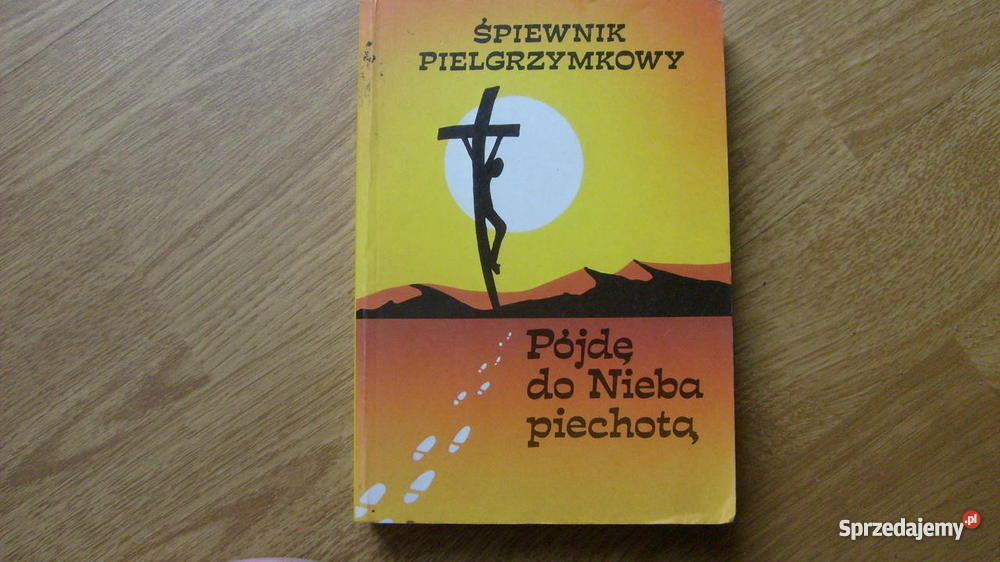 ŚPIEWNIK
PIELGRZYMKOWY
Pójdę
do Nieba
piechotą
Sprzedajemy.pl